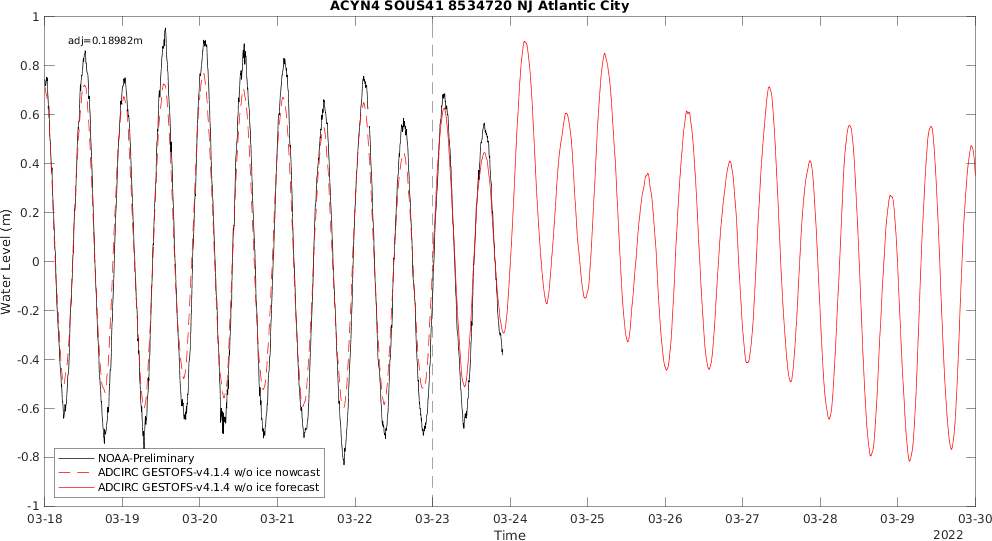 ACYN4 SOUS41 8534720 NJ Atlantic City
adj=0.18982m
1
0.8
0.6
0.4
0.2
0
-0.2
-0.4
-0.6
-0.8
-1
Water Level (m)
NOAA-Preliminary
ADCIRC GESTOFS-v4.1.4 w/o ice nowcast
ADCIRC GESTOFS-v4.1.4 w/o ice forecast
03-18 03-19 03-20 03-21 03-22 03-23 03-24 03-25 03-26 03-27 03-28 03-29 03-30
Time
2022